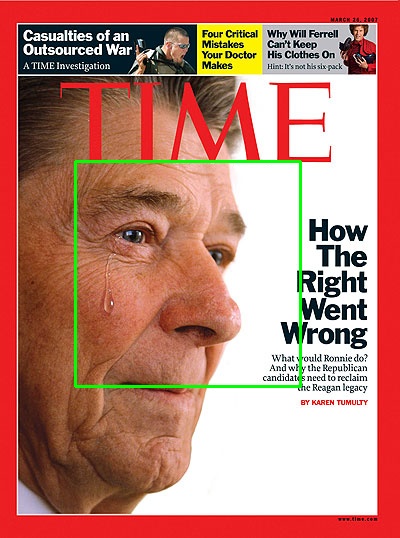 MARCH 26, 2007
Casualties of an
Outsourced War
A TIME Investigation
Four Critical
Mistakes
Your Doctor
Makes
Why Will Ferrell
Can't Keep
His Clothes On
Hint: It's not his six-pack
TIME
How
The
Right
Went
Wrong
What would Ronnie do?
And why the Republican
candidates need to reclaim
the Reagan legacy
BY KAREN TUMULTY
www.time.com